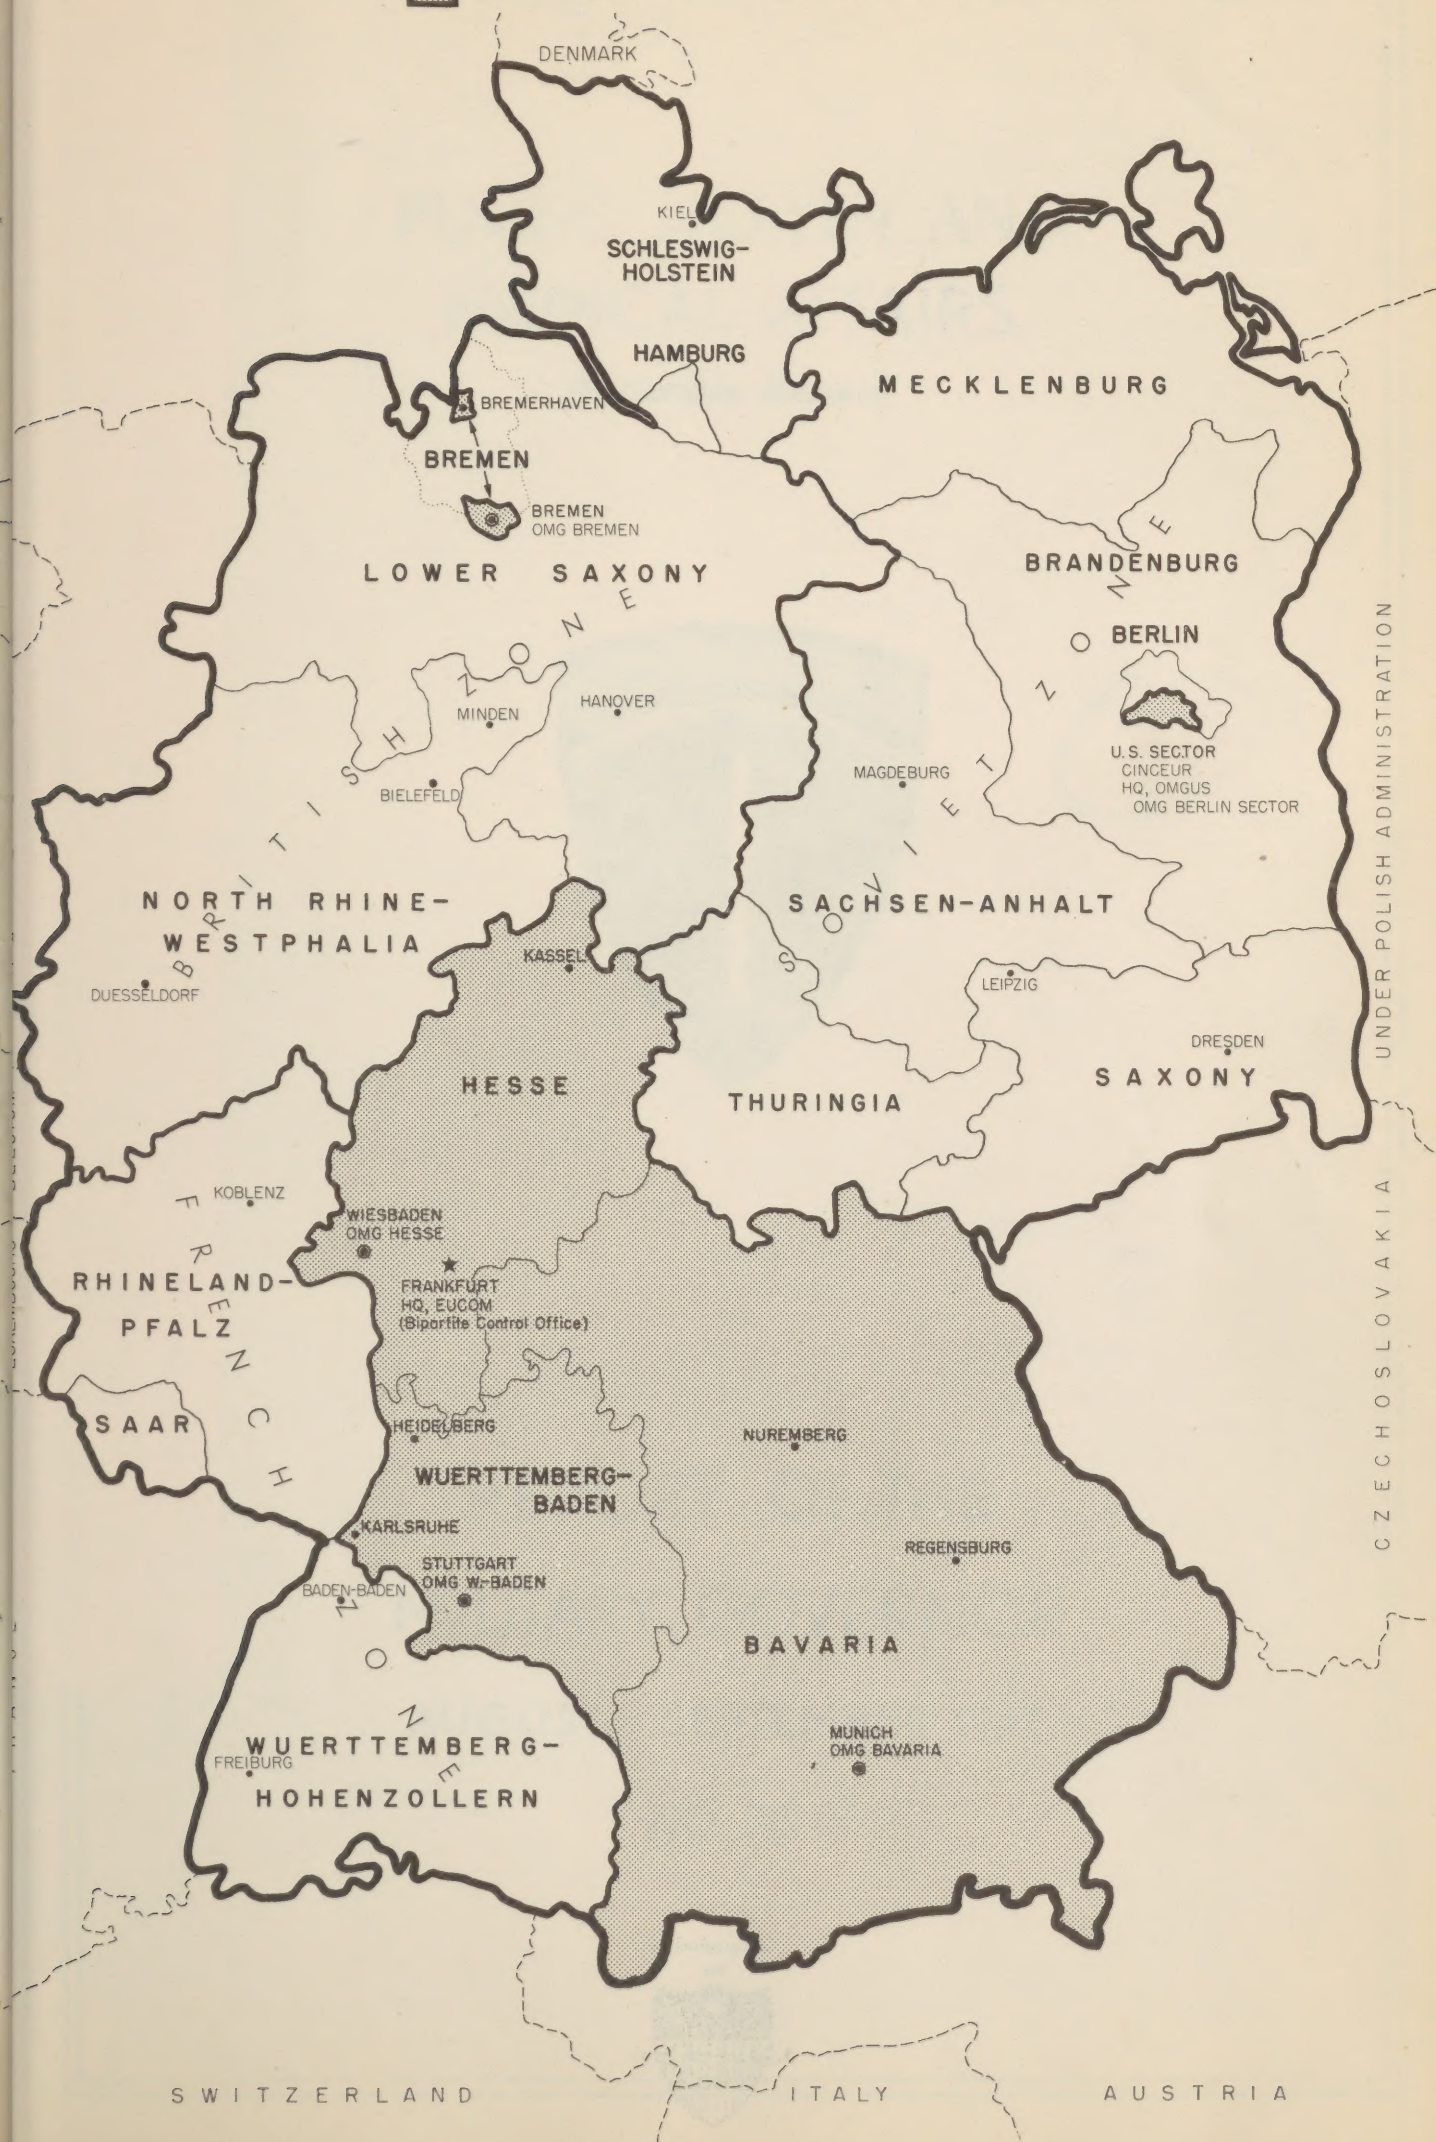 DENMARK
KIEL
SCHLESWIG-
HOLSTEIN
HAMBURG
MECKLENBURG
BREMERHAVEN
BREMEN
BREMEN
OMG BREMEN
LOWER SAXONY
BRITISH ZONE
BRANDENBURG
BERLIN
U.S. SECTOR
CINCEUR
HQ, OMGUS
OMG BERLIN SECTOR
SOVIET ZONE
MINDEN
HANOVER
BIELEFELD
MAGDEBURG
UNDER POLISH ADMINISTRATION
NORTH RHINE-
WESTPHALIA
SACHSEN-ANHALT
KASSEL
DUESSELDORF
LEIPZIG
DRESDEN
SAXONY
HESSE
THURINGIA
KOBLENZ
WIESBADEN
OMG HESSE
FRANKFURT
HQ, EUCOM
(Bipartite Control Office)
RHINELAND-
PFALZ
FRENCH ZONE
SAAR
CZECHOSLOVAKIA
HEIDELBERG
NUREMBERG
WUERTTEMBERG-
BADEN
KARLSRUHE
REGENSBURG
STUTTGART
OMG W.-BADEN
BADEN-BADEN
BAVARIA
MUNICH
OMG BAVARIA
WUERTTEMBERG-
FREIBURG
HOHENZOLLERN
SWITZERLAND
ITALY
AUSTRIA